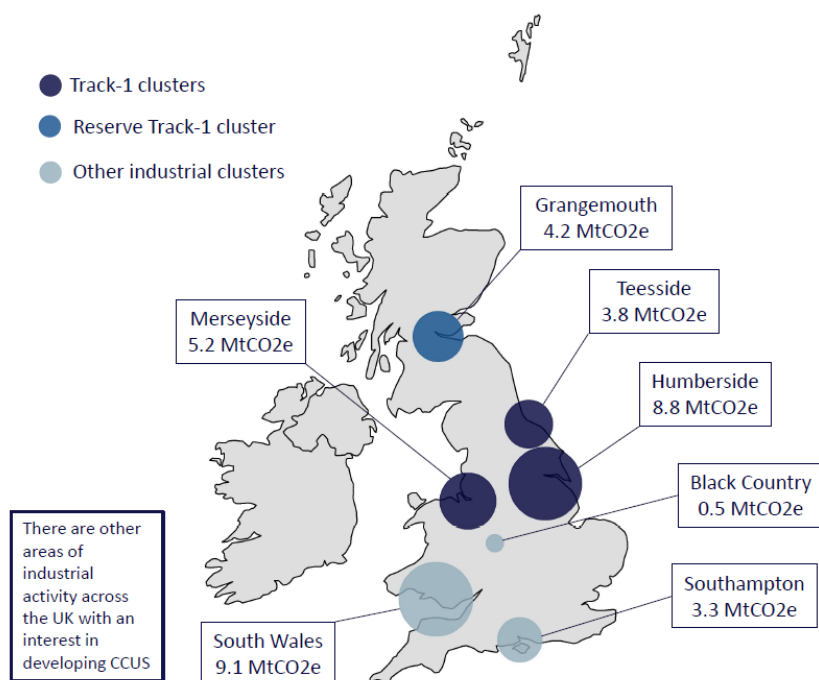 Track-1 clusters
Reserve Track-1 cluster
Other industrial clusters
Grangemouth
4.2 MtCO2e
Teesside
3.8 MtCO2e
Merseyside
5.2 MtCO2e
Humberside
8.8 MtCO2e
Black Country
0.5 MtCO2e
There are other
areas of
industrial
activity across
the UK with an
interest in
developing CCUS
Southampton
3.3 MtCO2e
South Wales
9.1 MtCO2e